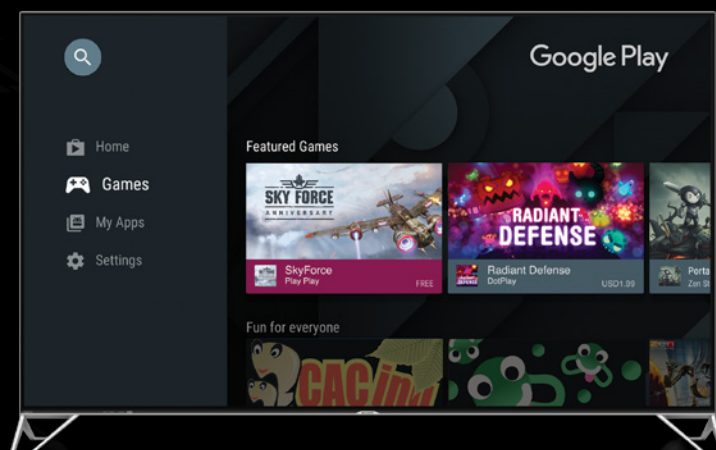 Google Play
Home
Games
My Apps
Settings
Featured Games
SKY FORCE
ANNIVERSARY
SkyForce
Play Play
FREE
RADIANT
DEFENSE
Radiant Defense
DotPlay
USD1.99
Fun for everyone